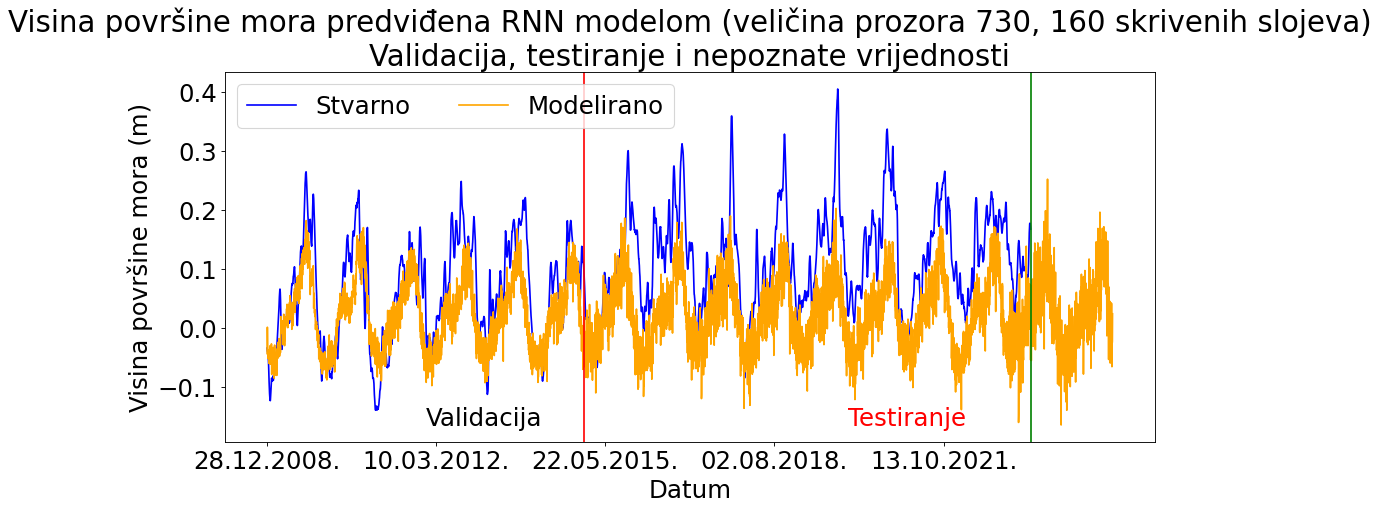 Visina površine mora predviđena RNN modelom (veličina prozora 730, 160 skrivenih slojeva)
Validacija, testiranje i nepoznate vrijednosti
Stvarno
Modelirano
Visina površine mora (m)
0.4
0.3
0.2
0.1
0.0
−0.1
Validacija
Testiranje
28.12.2008.
10.03.2012.
22.05.2015.
02.08.2018.
13.10.2021.
Datum